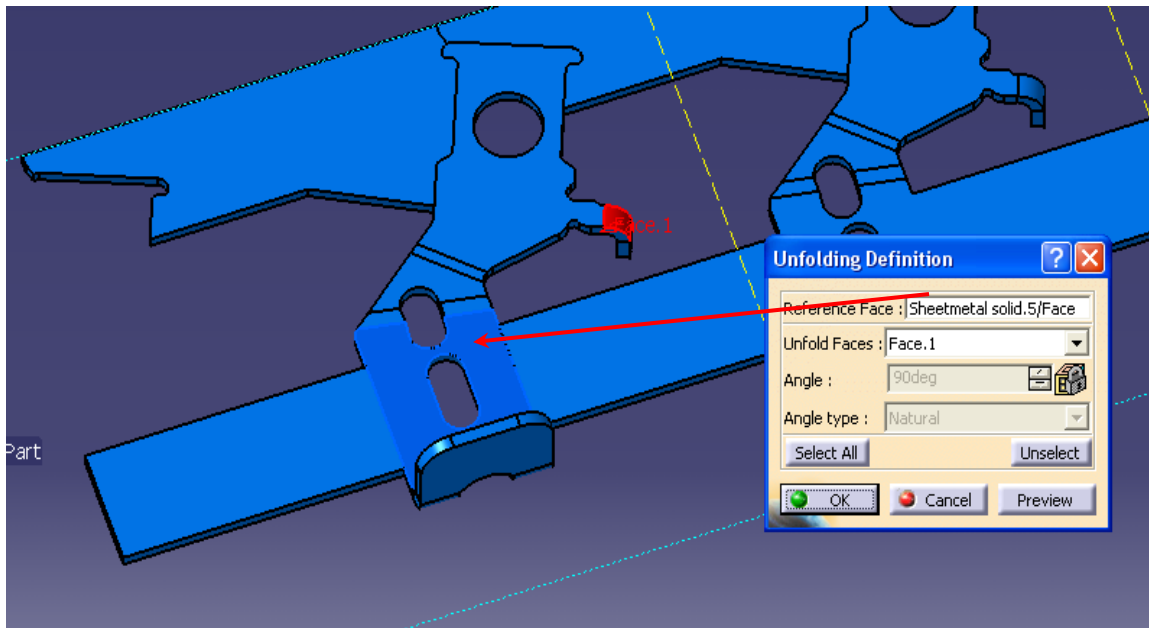 Face.1
Unfolding Definition
Reference Face : Sheetmetal solid.5/Face
Unfold Faces : Face.1
Angle : 90deg
Angle type : Natural
Select All Unselect
OK Cancel Preview
Part